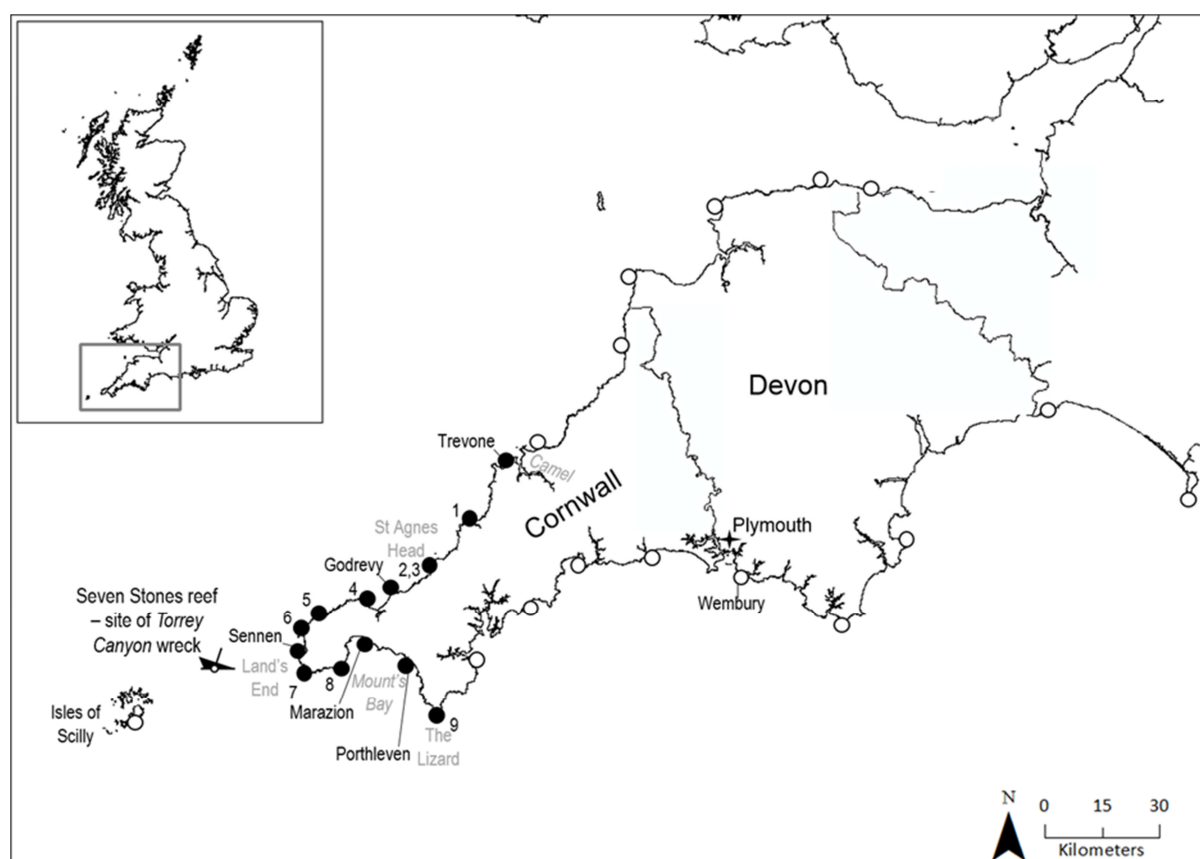 Devon
Trevone
Camel
Cornwall
1
St Agnes
Head
Plymouth
Godrevy
2,3
4
Wembury
Seven Stones reef
– site of Torrey
Canyon wreck
5
6
Sennen
Land's
End
7
8
Mount's
Bay
Marazion
Isles of
Scilly
9
The
Lizard
Porthleven
N
0 15 30
Kilometers